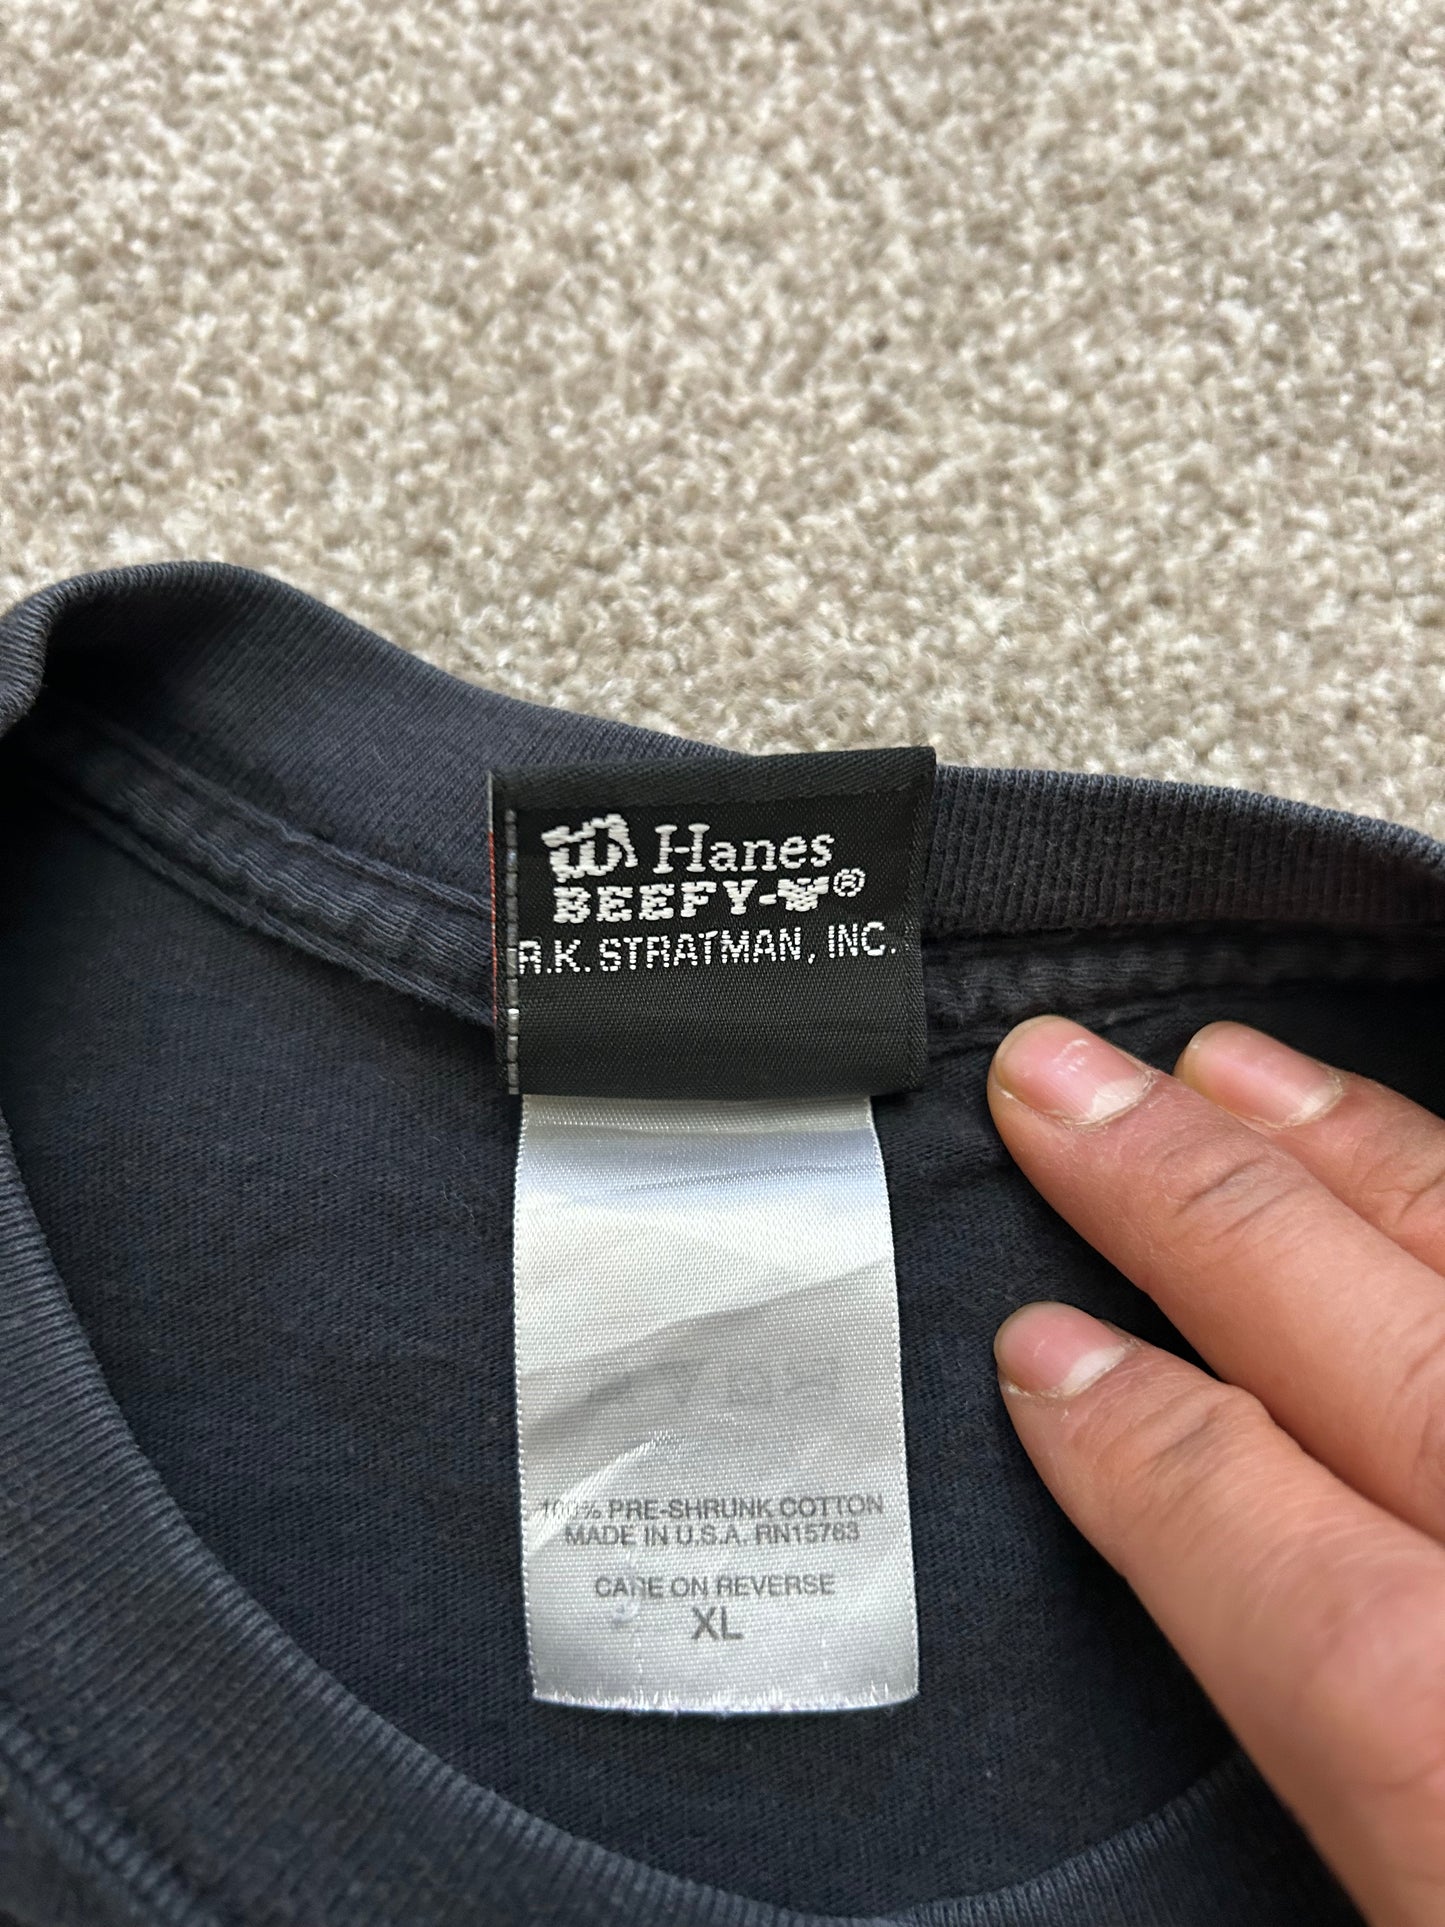 Hanes
BEEFY-T®
R.K. STRATMAN, INC.
100% PRE-SHRUNK COTTON
MADE IN U.S.A. RN15763
CARE ON REVERSE
XL